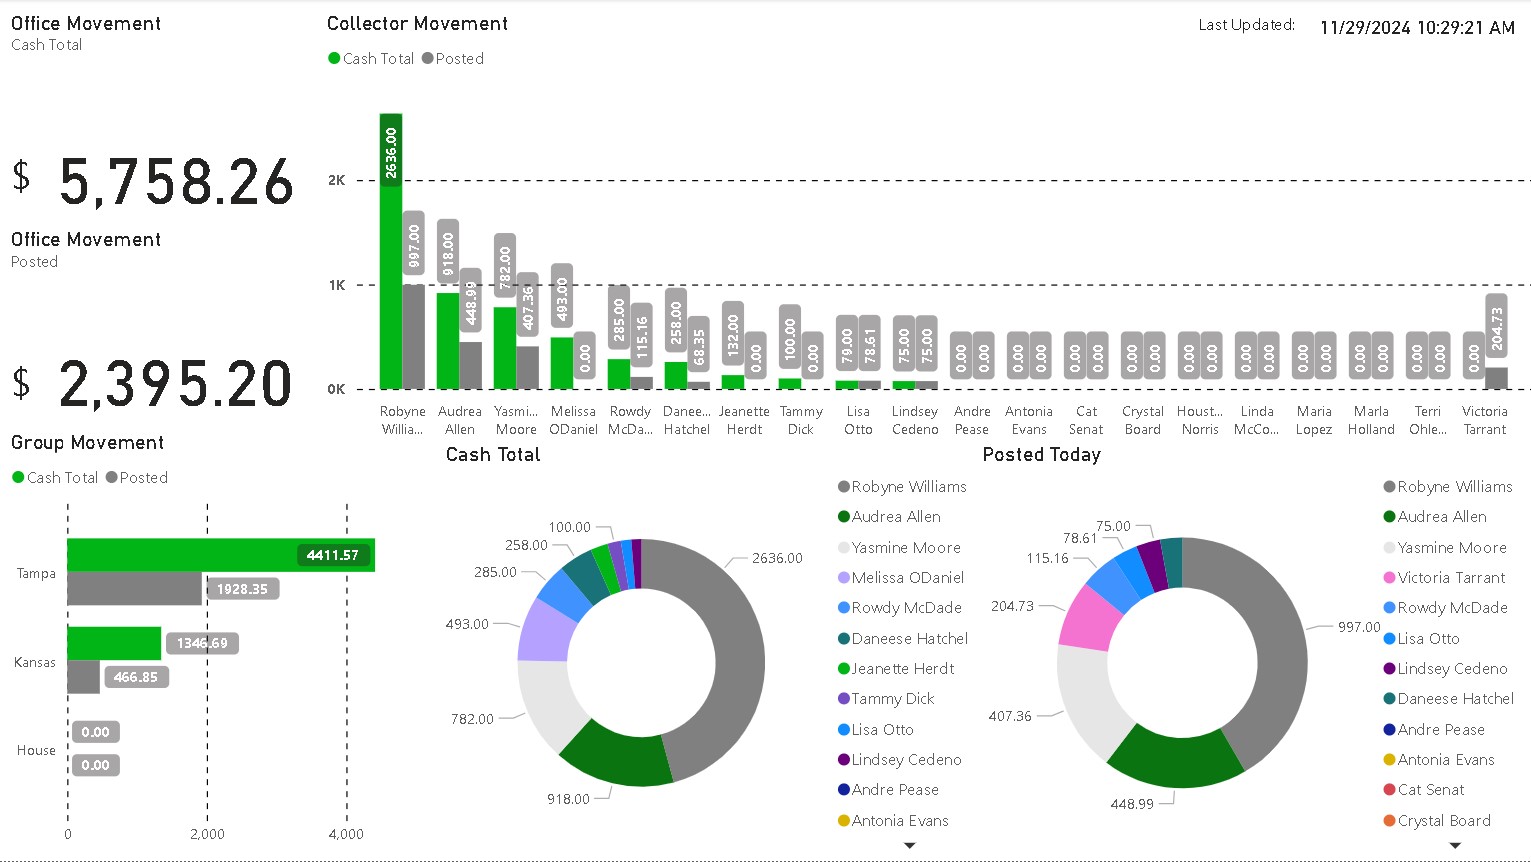 Office Movement
Cash Total
$ 5,758.26
Office Movement
Posted
$ 2,395.20
Collector Movement
Cash Total Posted
Last Updated: 11/29/2024 10:29:21 AM
2K
1K
0K
2636.00 997.00 918.00 448.99 782.00 407.36 493.00 0.00 285.00 115.16 258.00 68.35 132.00 0.00 100.00 0.00 79.00 78.61 75.00 75.00 0.00 0.00 0.00 0.00 0.00 0.00 0.00 0.00 0.00 0.00 0.00 0.00 0.00 0.00 0.00 0.00 0.00 0.00 0.00 204.73
Robyne Audrea Yasmi... Melissa Rowdy Danee... Jeanette Tammy Lisa Lindsey Andre Antonia Cat Crystal Houst... Linda Maria Marla Terri Victoria
Willia... Allen Moore ODaniel McDa... Hatchel Herdt Dick Otto Cedeno Pease Evans Senat Board Norris McCo... Lopez Holland Ohle... Tarrant
Group Movement
Cash Total Posted
Tampa
4411.57
1928.35
Kansas
1346.69
466.85
House
0.00
0.00
0 2,000 4,000
Cash Total
100.00
258.00
285.00
493.00
782.00
918.00
2636.00
Robyne Williams
Audrea Allen
Yasmine Moore
Melissa ODaniel
Rowdy McDade
Daneese Hatchel
Jeanette Herdt
Tammy Dick
Lisa Otto
Lindsey Cedeno
Andre Pease
Antonia Evans
Posted Today
75.00
78.61
115.16
204.73
407.36
448.99
997.00
Robyne Williams
Audrea Allen
Yasmine Moore
Victoria Tarrant
Rowdy McDade
Lisa Otto
Lindsey Cedeno
Daneese Hatchel
Andre Pease
Antonia Evans
Cat Senat
Crystal Board